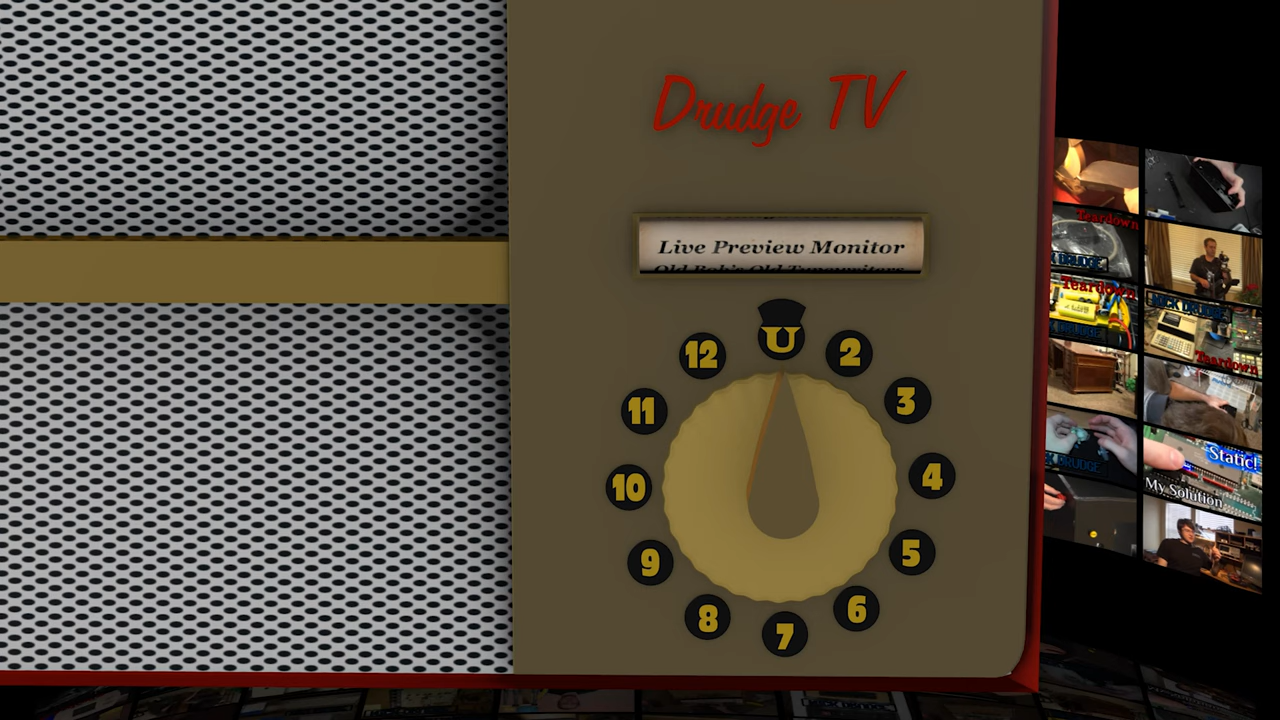 Drudge TV
Live Preview Monitor
Old Bob's Old Typewriters
U
2
3
4
5
6
7
8
9
10
11
12
Teardown
Teardown
JACK DRUDGE
Teardown
Static!
My Solution